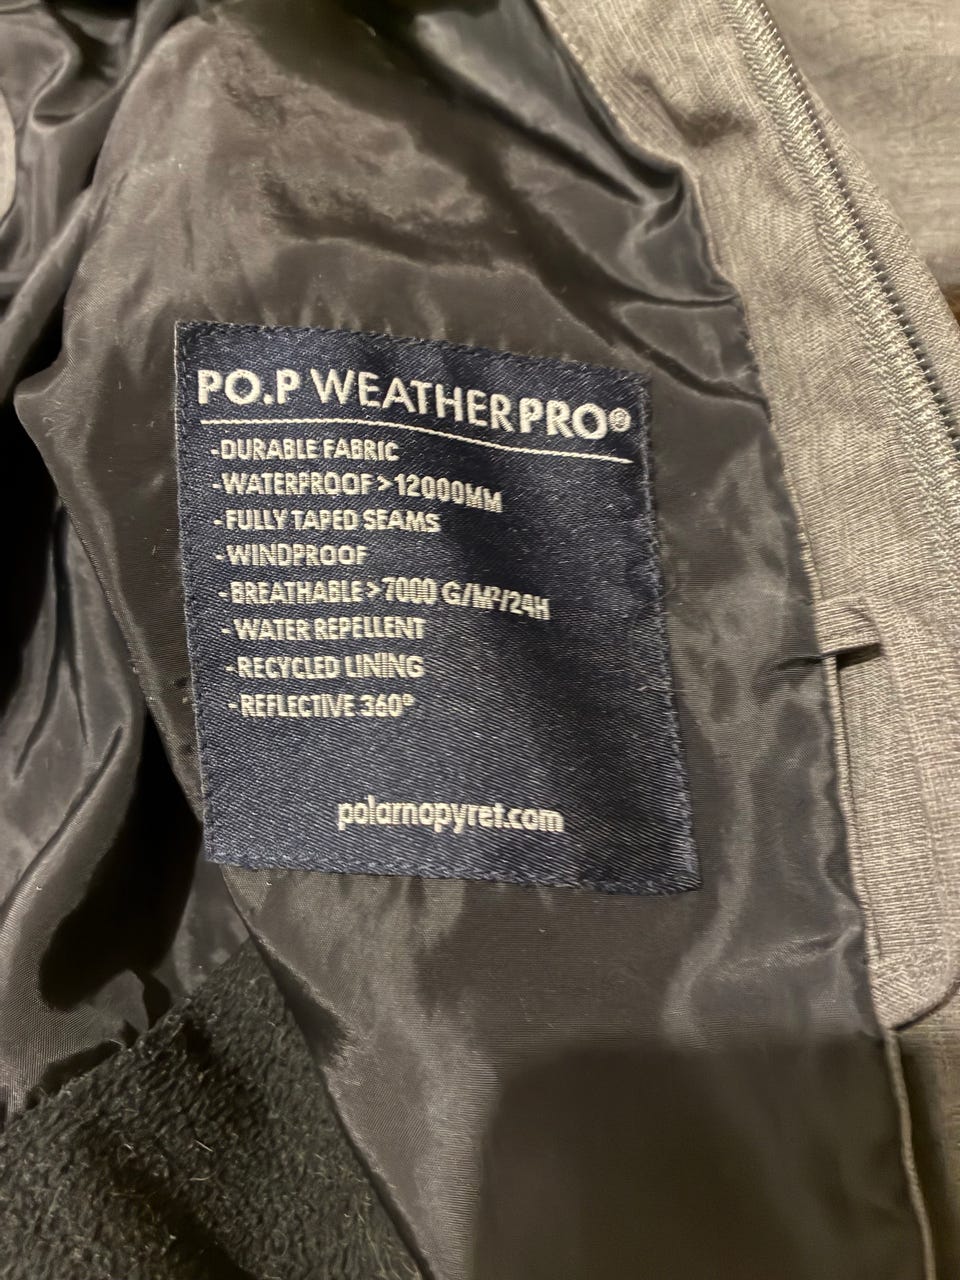 PO.P WEATHERPRO®
-DURABLE FABRIC
-WATERPROOF > 12000MM
-FULLY TAPED SEAMS
-WINDPROOF
-BREATHABLE > 7000 G/M²/24H
-WATER REPELLENT
-RECYCLED LINING
-REFLECTIVE 360°
polarnopyret.com